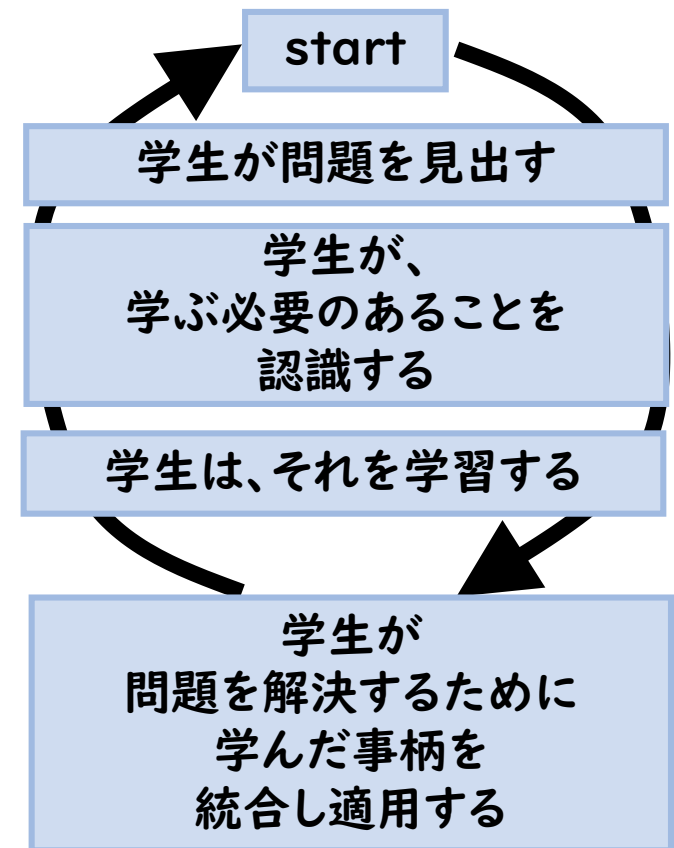 start
学生が問題を見出す
学生が、
学ぶ必要のあることを
認識する
学生は、それを学習する
学生が
問題を解決するために
学んだ事柄を
統合し適用する